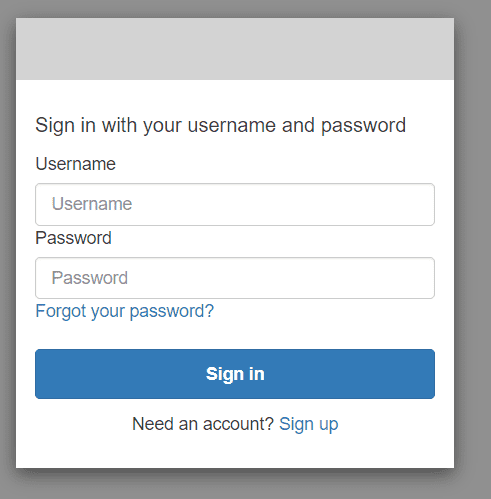 Sign in with your username and password
Username
Username
Password
Password
Forgot your password?
Sign in
Need an account? Sign up